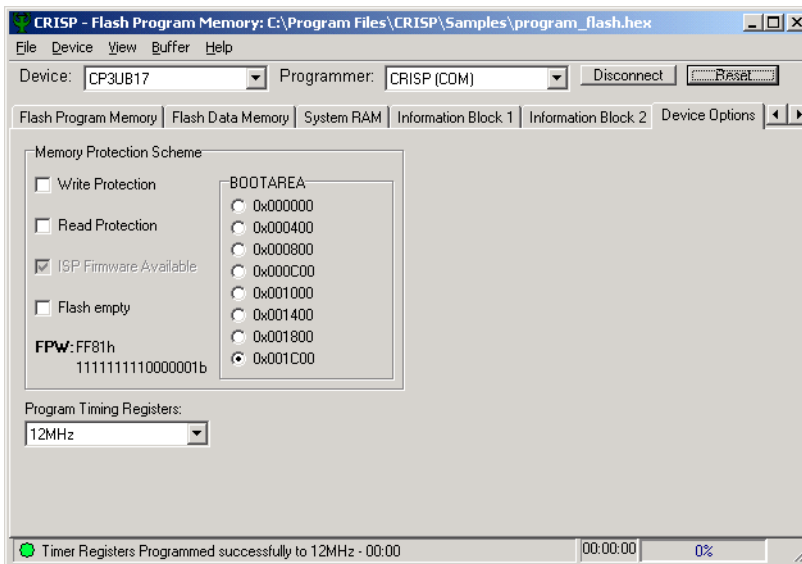 CRISP - Flash Program Memory: C:\Program Files\CRISP\Samples\program_flash.hex
File Device View Buffer Help
Device: CP3UB17 Programmer: CRISP (COM) Disconnect Reset
Flash Program Memory Flash Data Memory System RAM Information Block 1 Information Block 2 Device Options
Memory Protection Scheme
Write Protection
Read Protection
ISP Firmware Available
Flash empty
FPW: FF81h
1111111110000001b
BOOTAREA
0x000000
0x000400
0x000800
0x000C00
0x001000
0x001400
0x001800
0x001C00
Program Timing Registers:
12MHz
Timer Registers Programmed successfully to 12MHz - 00:00 00:00:00 0%